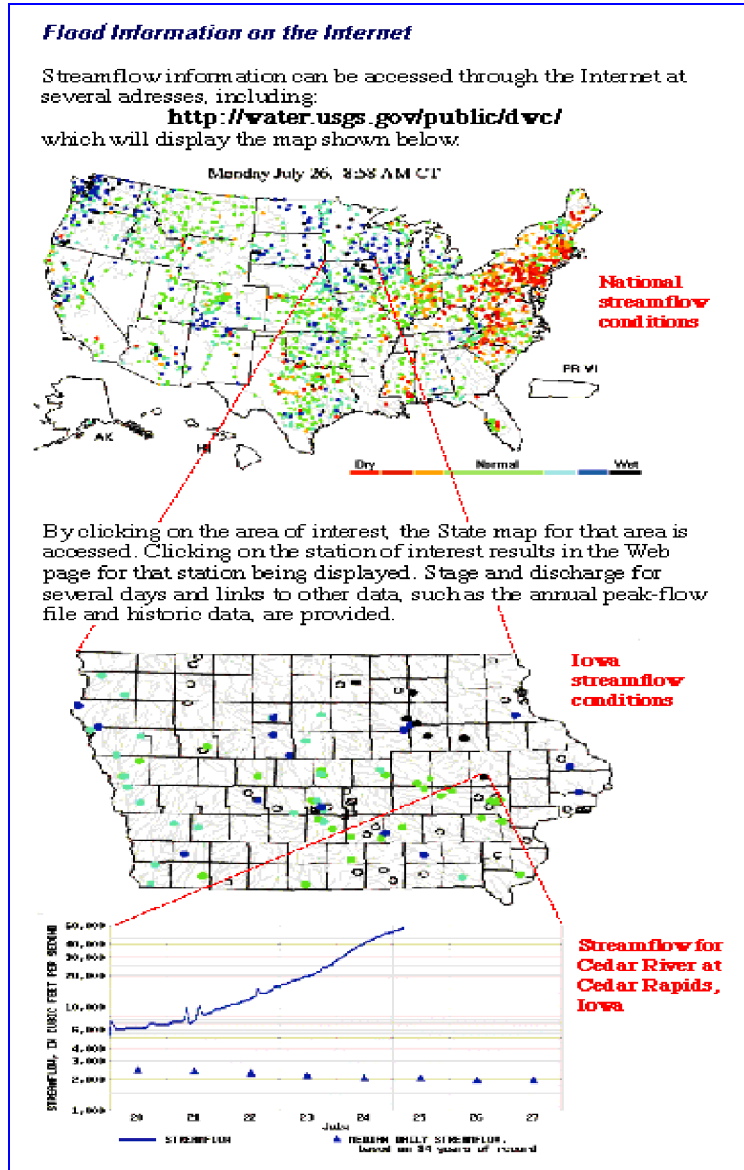 Flood Information on the Internet
Streamflow information can be accessed through the Internet at
several adresses, including:
http://water.usgs.gov/public/dwc/
which will display the map shown below.
Monday July 26, 8:58 AM CT
National
streamflow
conditions
PR VI
AK
HI
Dry Normal Wet
By clicking on the area of interest, the State map for that area is
accessed. Clicking on the station of interest results in the Web
page for that station being displayed. Stage and discharge for
several days and links to other data, such as the annual peak-flow
file and historic data, are provided.
Iowa
streamflow
conditions
STREAMFLOW, IN CUBIC FEET PER SECOND
50,000
40,000
30,000
20,000
10,000
4,000
3,000
2,000
1,000
Streamflow for
Cedar River at
Cedar Rapids,
Iowa
20 21 22 23 24 25 26 27
July
STREAMFLOW
MEDIAN DAILY STREAMFLOW,
based on 94 years of record